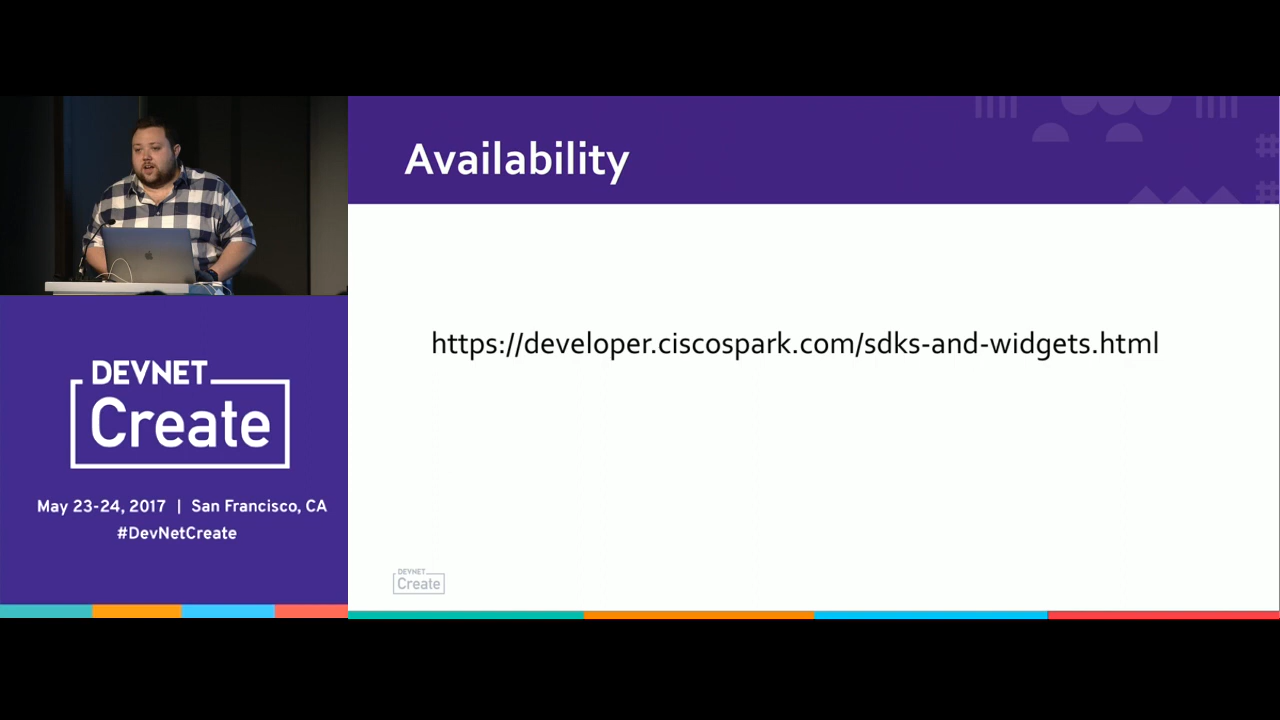 Availability
https://developer.ciscospark.com/sdks-and-widgets.html
DEVNET
Create
May 23-24, 2017 | San Francisco, CA
#DevNetCreate
DEVNET
Create